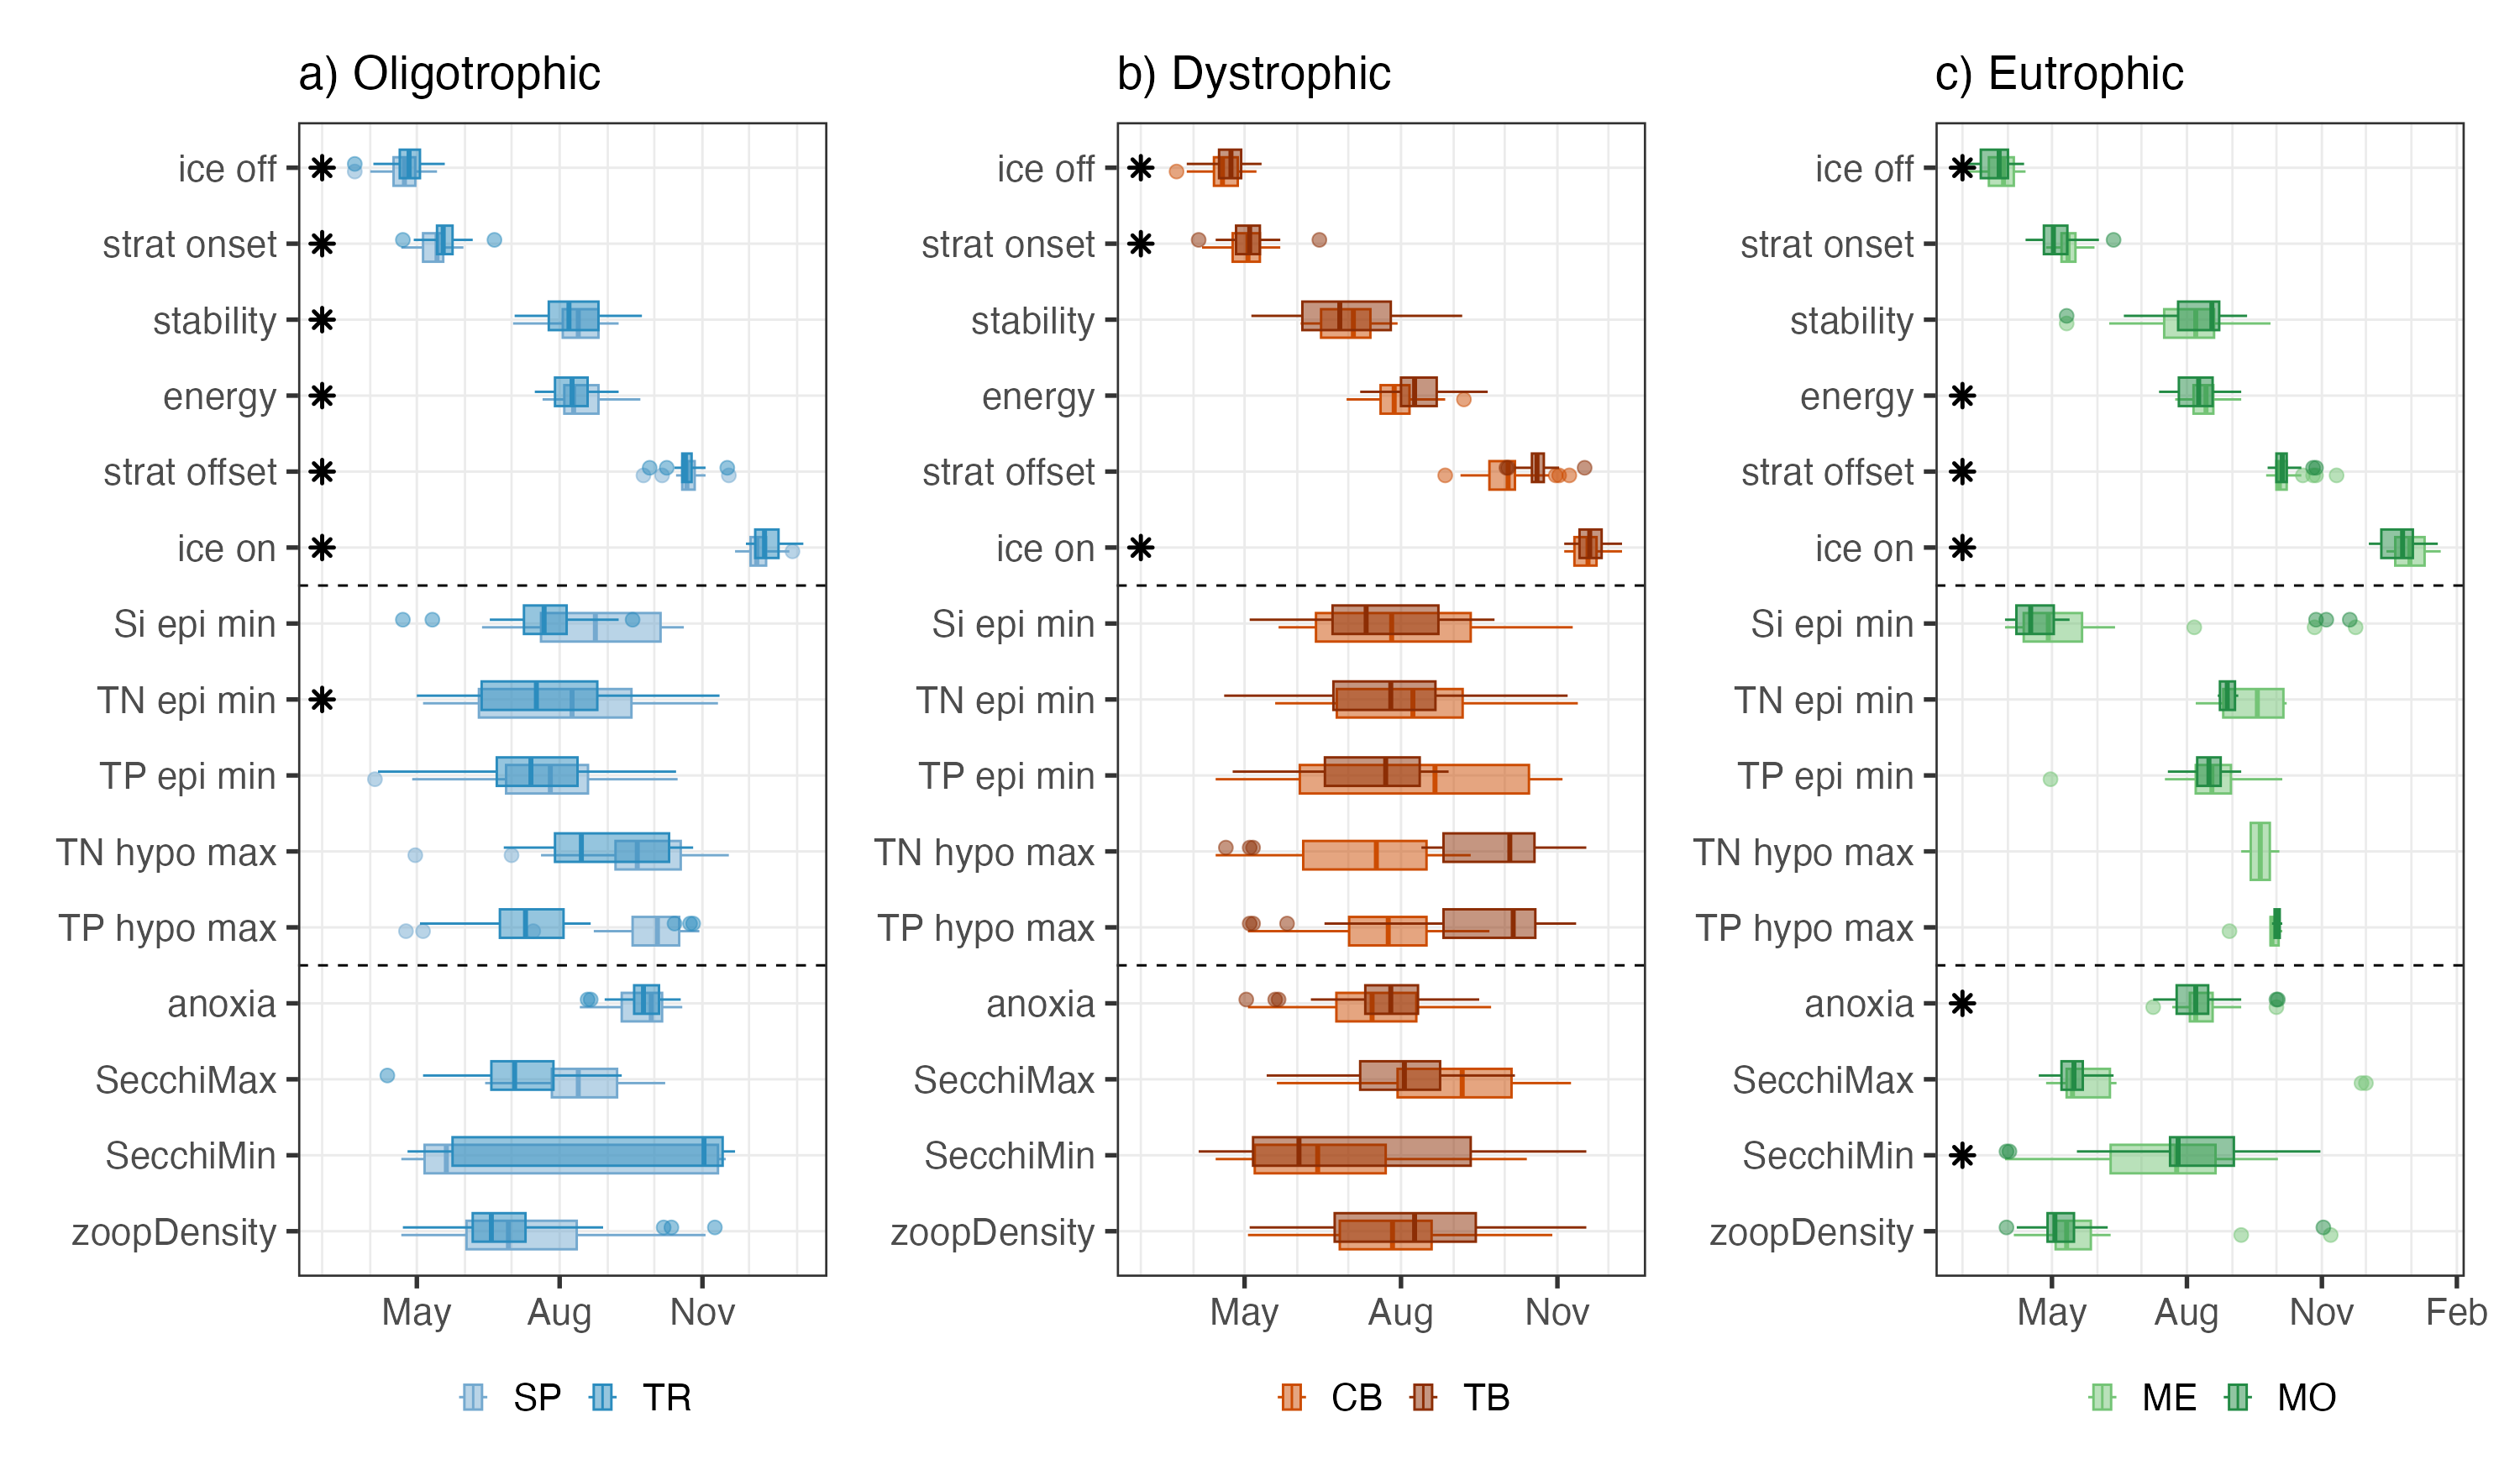 a) Oligotrophic
ice off
strat onset
stability
energy
strat offset
ice on
Si epi min
TN epi min
TP epi min
TN hypo max
TP hypo max
anoxia
SecchiMax
SecchiMin
zoopDensity
May Aug Nov
SP TR
b) Dystrophic
ice off
strat onset
stability
energy
strat offset
ice on
Si epi min
TN epi min
TP epi min
TN hypo max
TP hypo max
anoxia
SecchiMax
SecchiMin
zoopDensity
May Aug Nov
CB TB
c) Eutrophic
ice off
strat onset
stability
energy
strat offset
ice on
Si epi min
TN epi min
TP epi min
TN hypo max
TP hypo max
anoxia
SecchiMax
SecchiMin
zoopDensity
May Aug Nov Feb
ME MO